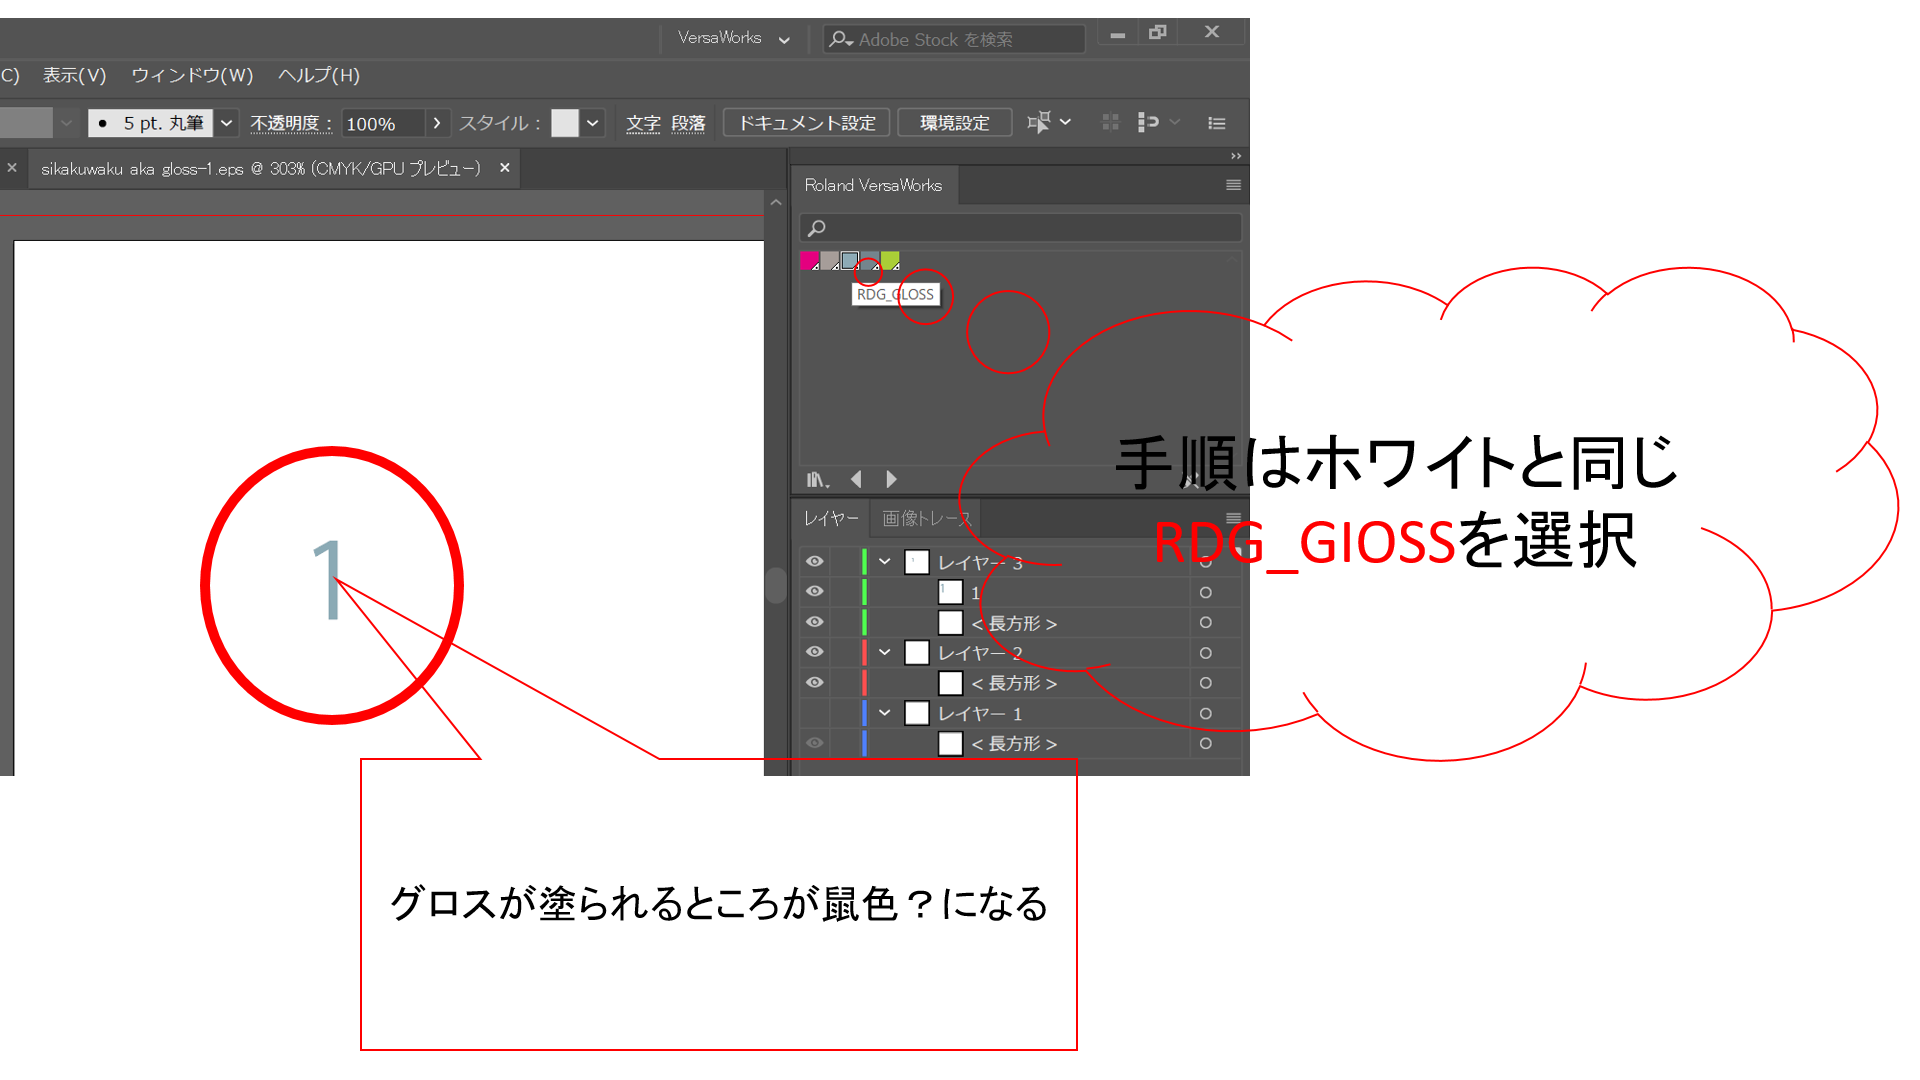 VersaWorks
Adobe Stock を検索
C) 表示(V) ウィンドウ(W) ヘルプ(H)
5 pt. 丸筆 不透明度： 100% スタイル： 文字 段落 ドキュメント設定 環境設定
sikakuwaku aka gloss-1.eps @ 303% (CMYK/GPU プレビュー)
Roland VersaWorks
RDG_GLOSS
手順はホワイトと同じ
RDG_GlOSSを選択
レイヤー 画像トレース
レイヤー 3
1
<長方形>
レイヤー 2
<長方形>
レイヤー 1
<長方形>
1
グロスが塗られるところが鼠色？になる